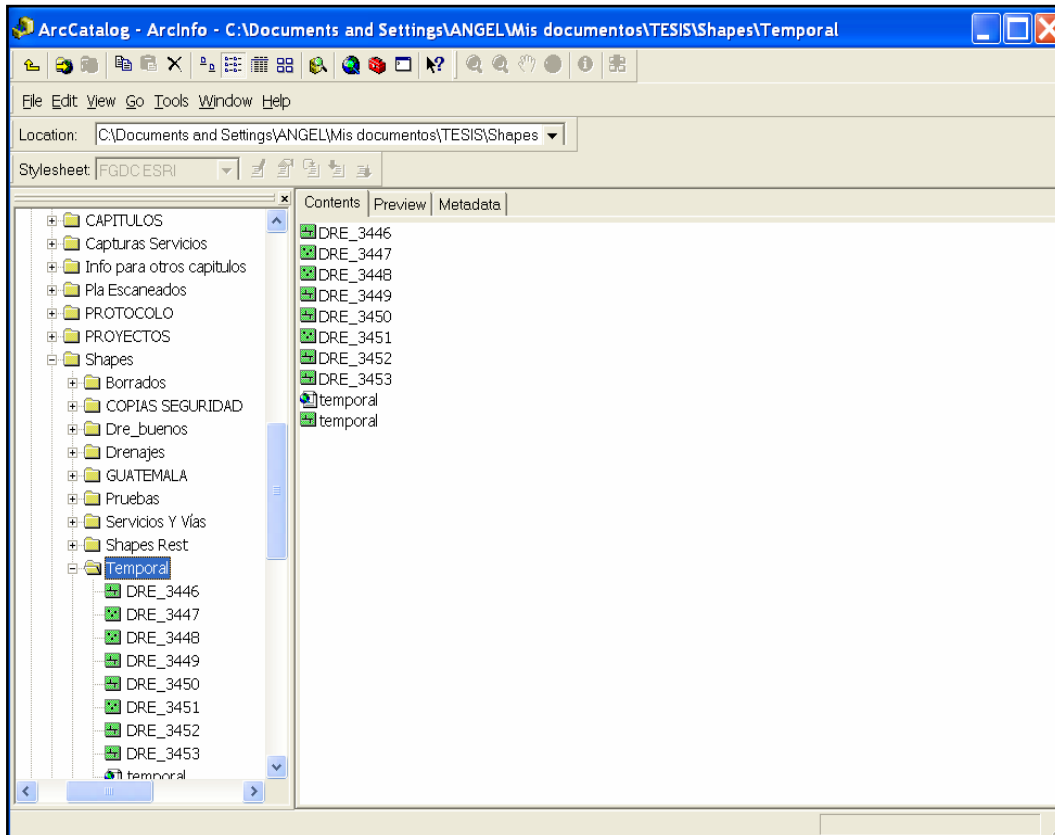 ArcCatalog - ArcInfo - C:\Documents and Settings\ANGEL\Mis documentos\TESIS\Shapes\Temporal
File Edit View Go Tools Window Help
Location: C:\Documents and Settings\ANGEL\Mis documentos\TESIS\Shapes
Stylesheet: FGDC ESRI
CAPITULOS
Capturas Servicios
Info para otros capitulos
Pla Escaneados
PROTOCOLO
PROYECTOS
Shapes
Borrados
COPIAS SEGURIDAD
Dre_buenos
Drenajes
GUATEMALA
Pruebas
Servicios Y Vías
Shapes Rest
Temporal
DRE_3446
DRE_3447
DRE_3448
DRE_3449
DRE_3450
DRE_3451
DRE_3452
DRE_3453
temporal
Contents Preview Metadata
DRE_3446
DRE_3447
DRE_3448
DRE_3449
DRE_3450
DRE_3451
DRE_3452
DRE_3453
temporal
temporal